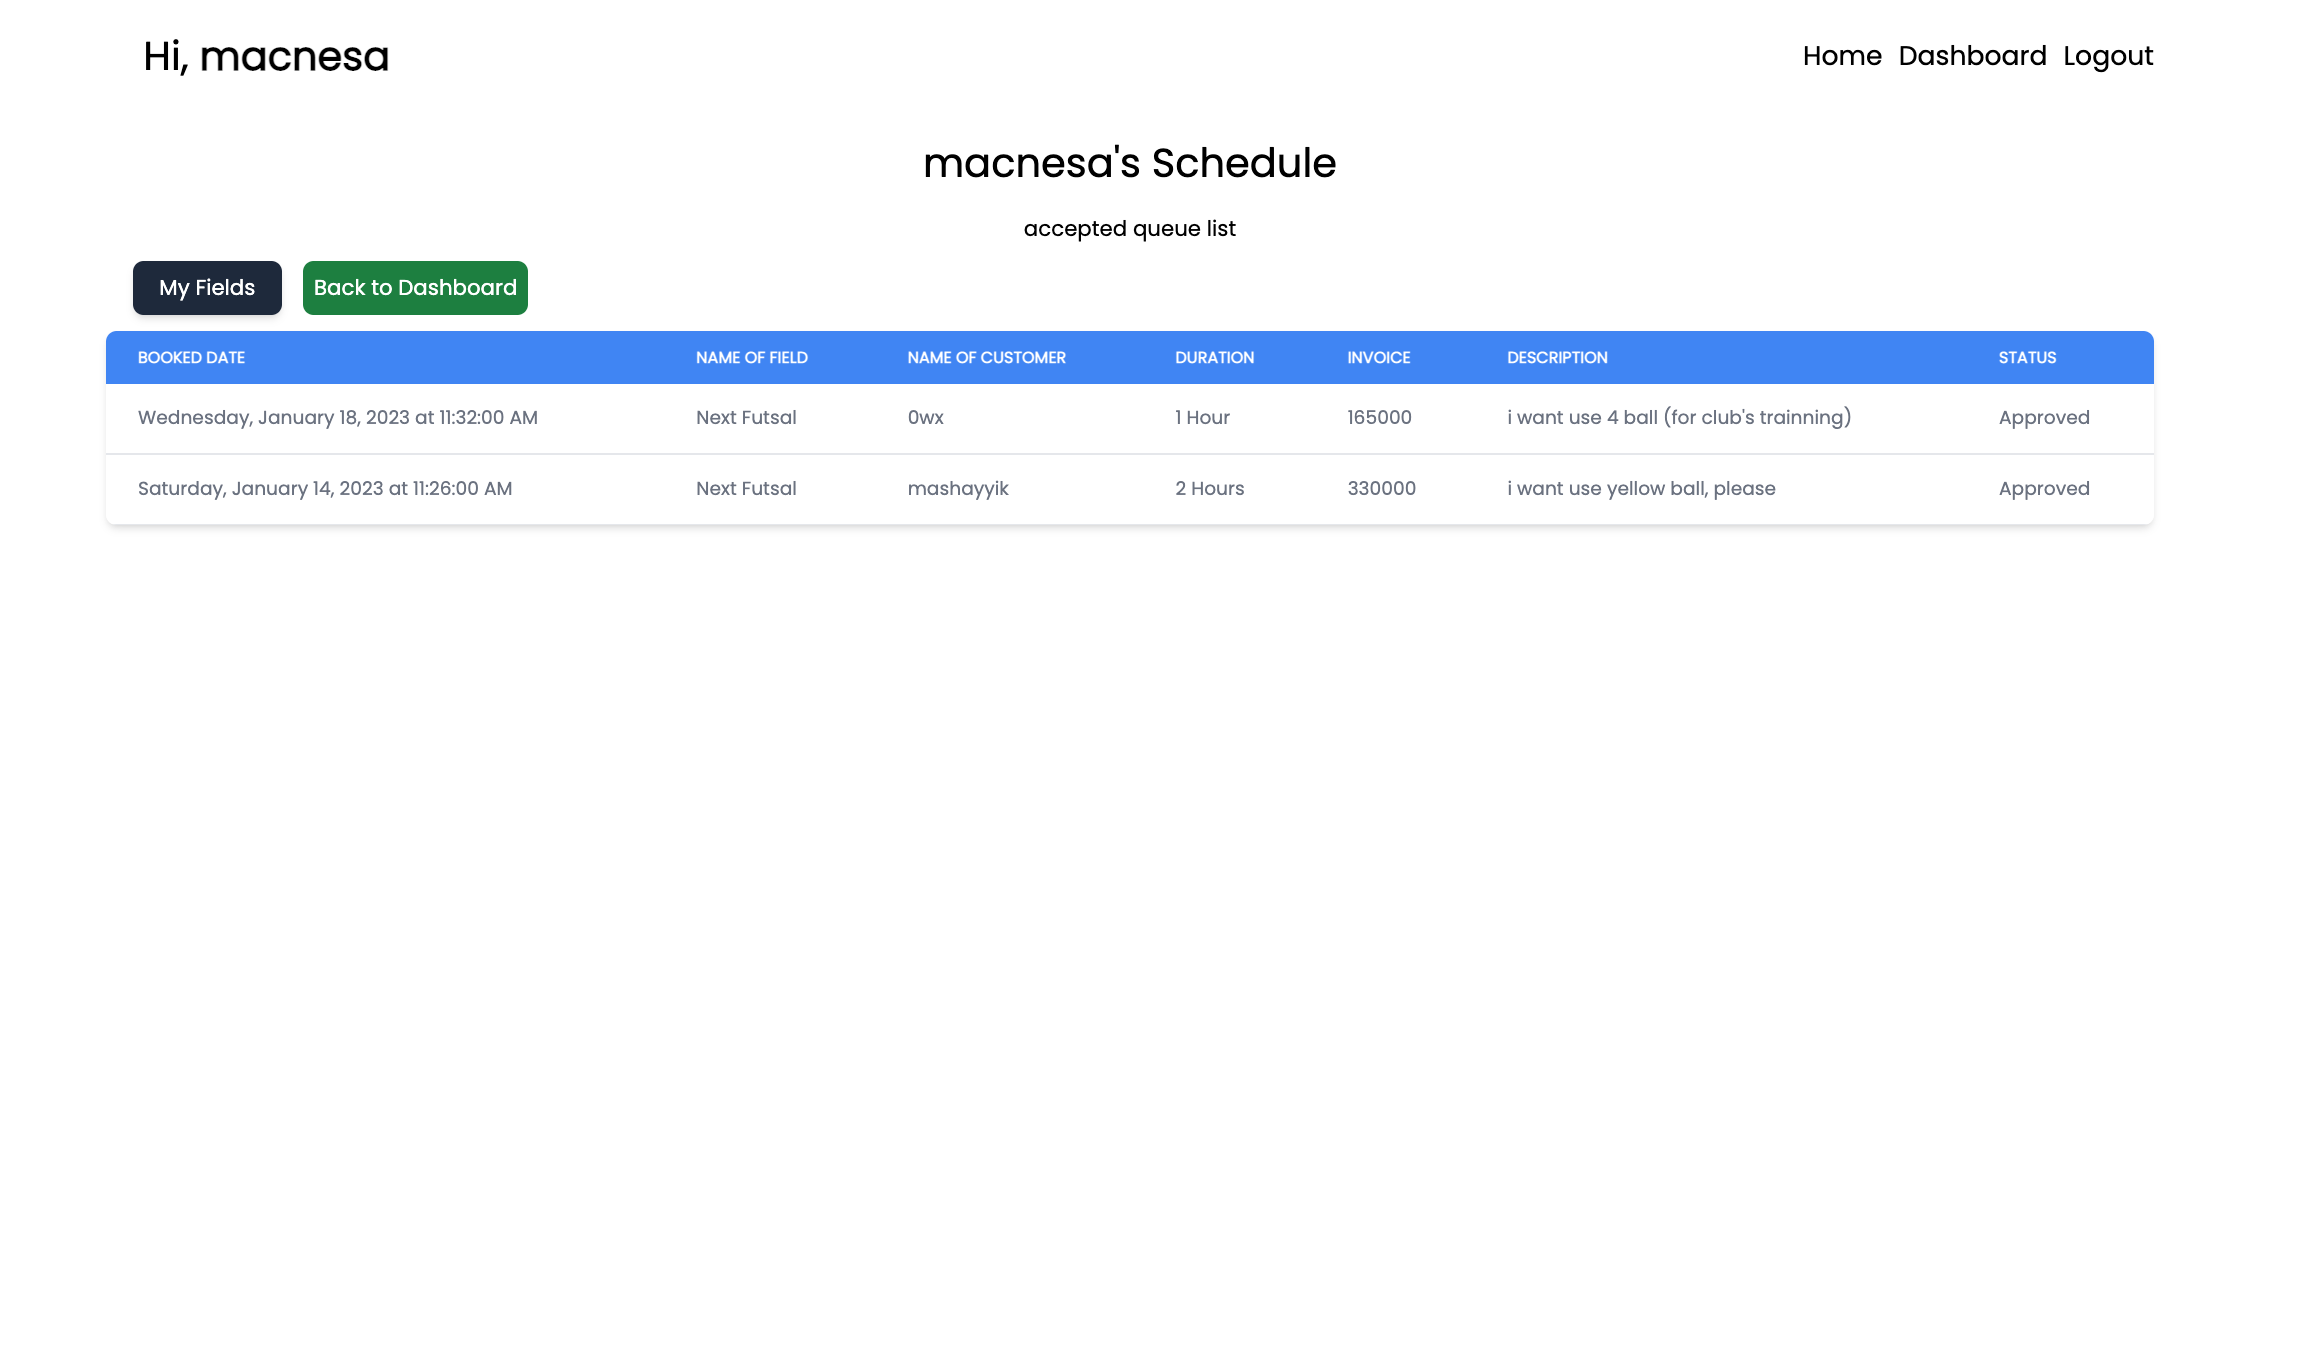 Hi, macnesa
Home Dashboard Logout
macnesa's Schedule
accepted queue list
My Fields Back to Dashboard
BOOKED DATE NAME OF FIELD NAME OF CUSTOMER DURATION INVOICE DESCRIPTION STATUS
Wednesday, January 18, 2023 at 11:32:00 AM Next Futsal 0wx 1 Hour 165000 i want use 4 ball (for club's trainning) Approved
Saturday, January 14, 2023 at 11:26:00 AM Next Futsal mashayyik 2 Hours 330000 i want use yellow ball, please Approved